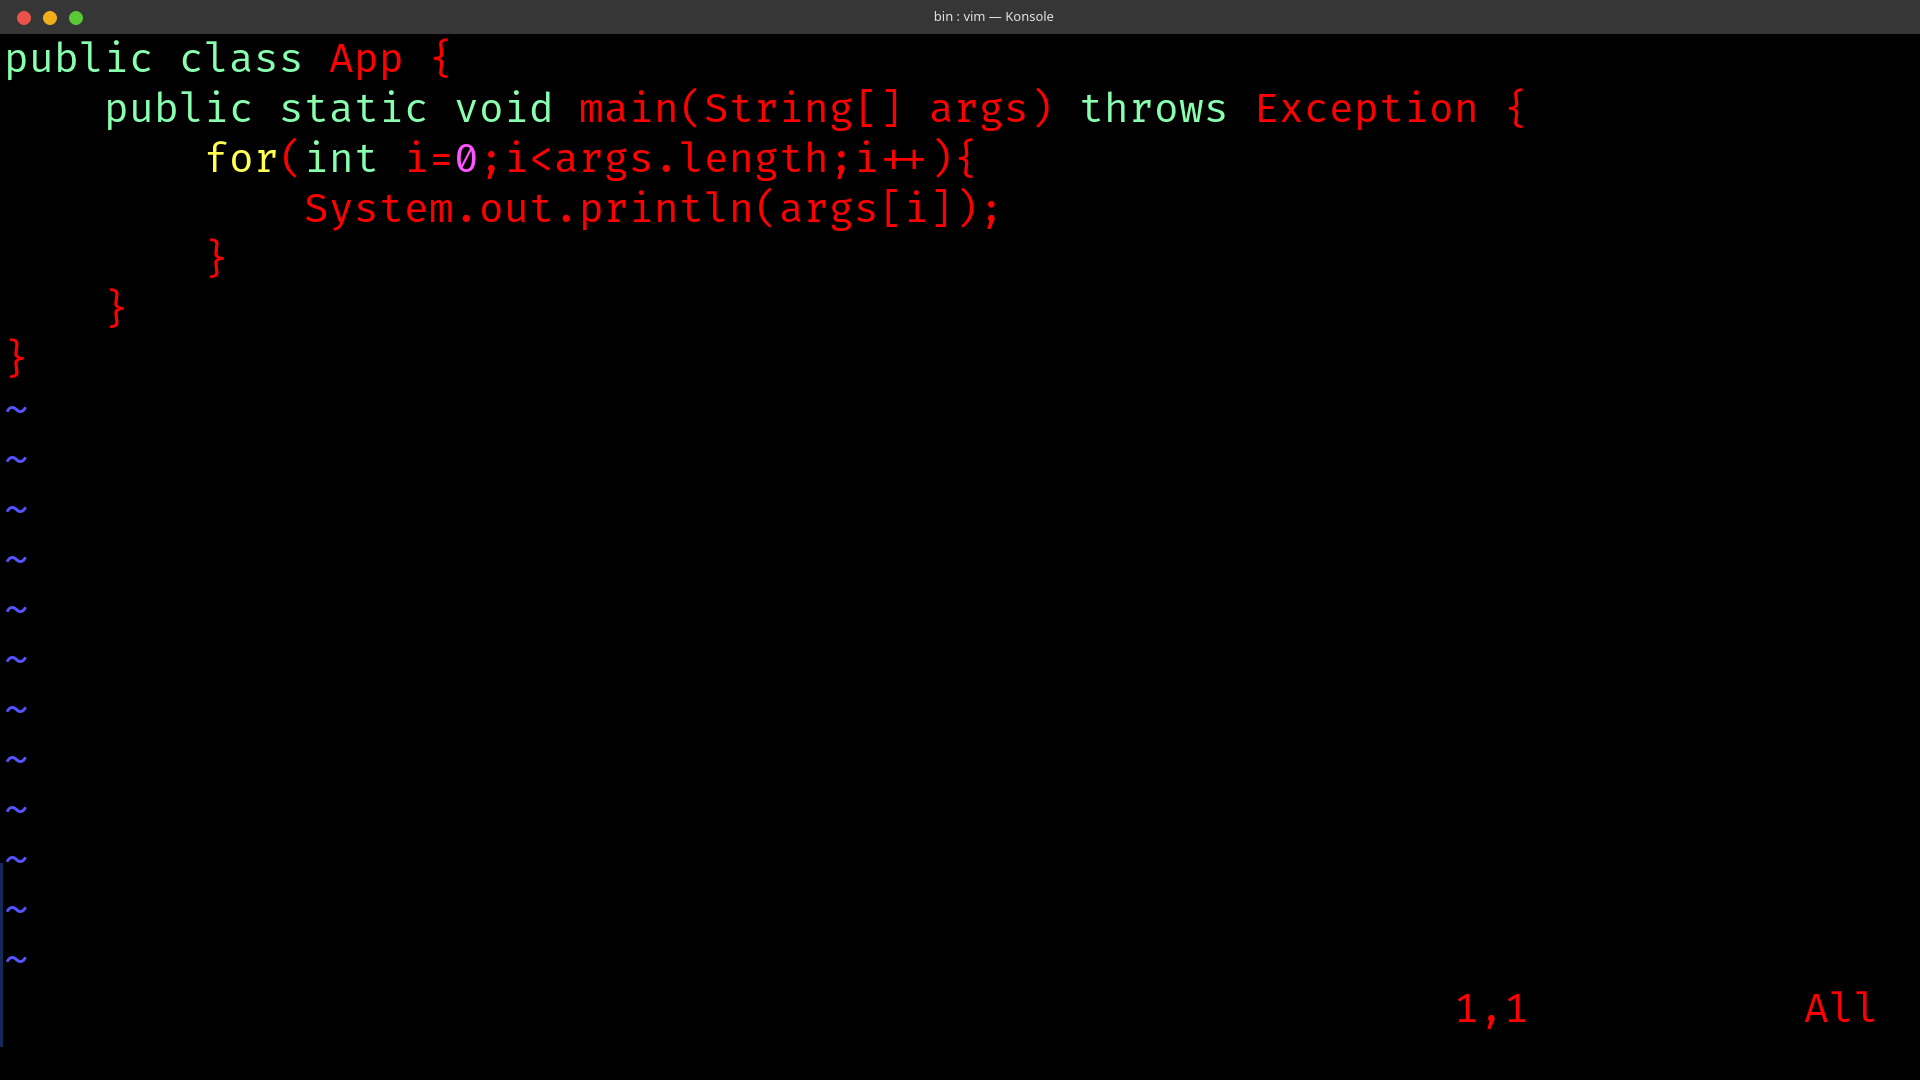 bin : vim — Konsole
public class App {
    public static void main(String[] args) throws Exception {
        for(int i=0;i<args.length;i++){
            System.out.println(args[i]);
        }
    }
}
~
~
~
~
~
~
~
~
~
~
~
~
1,1 All